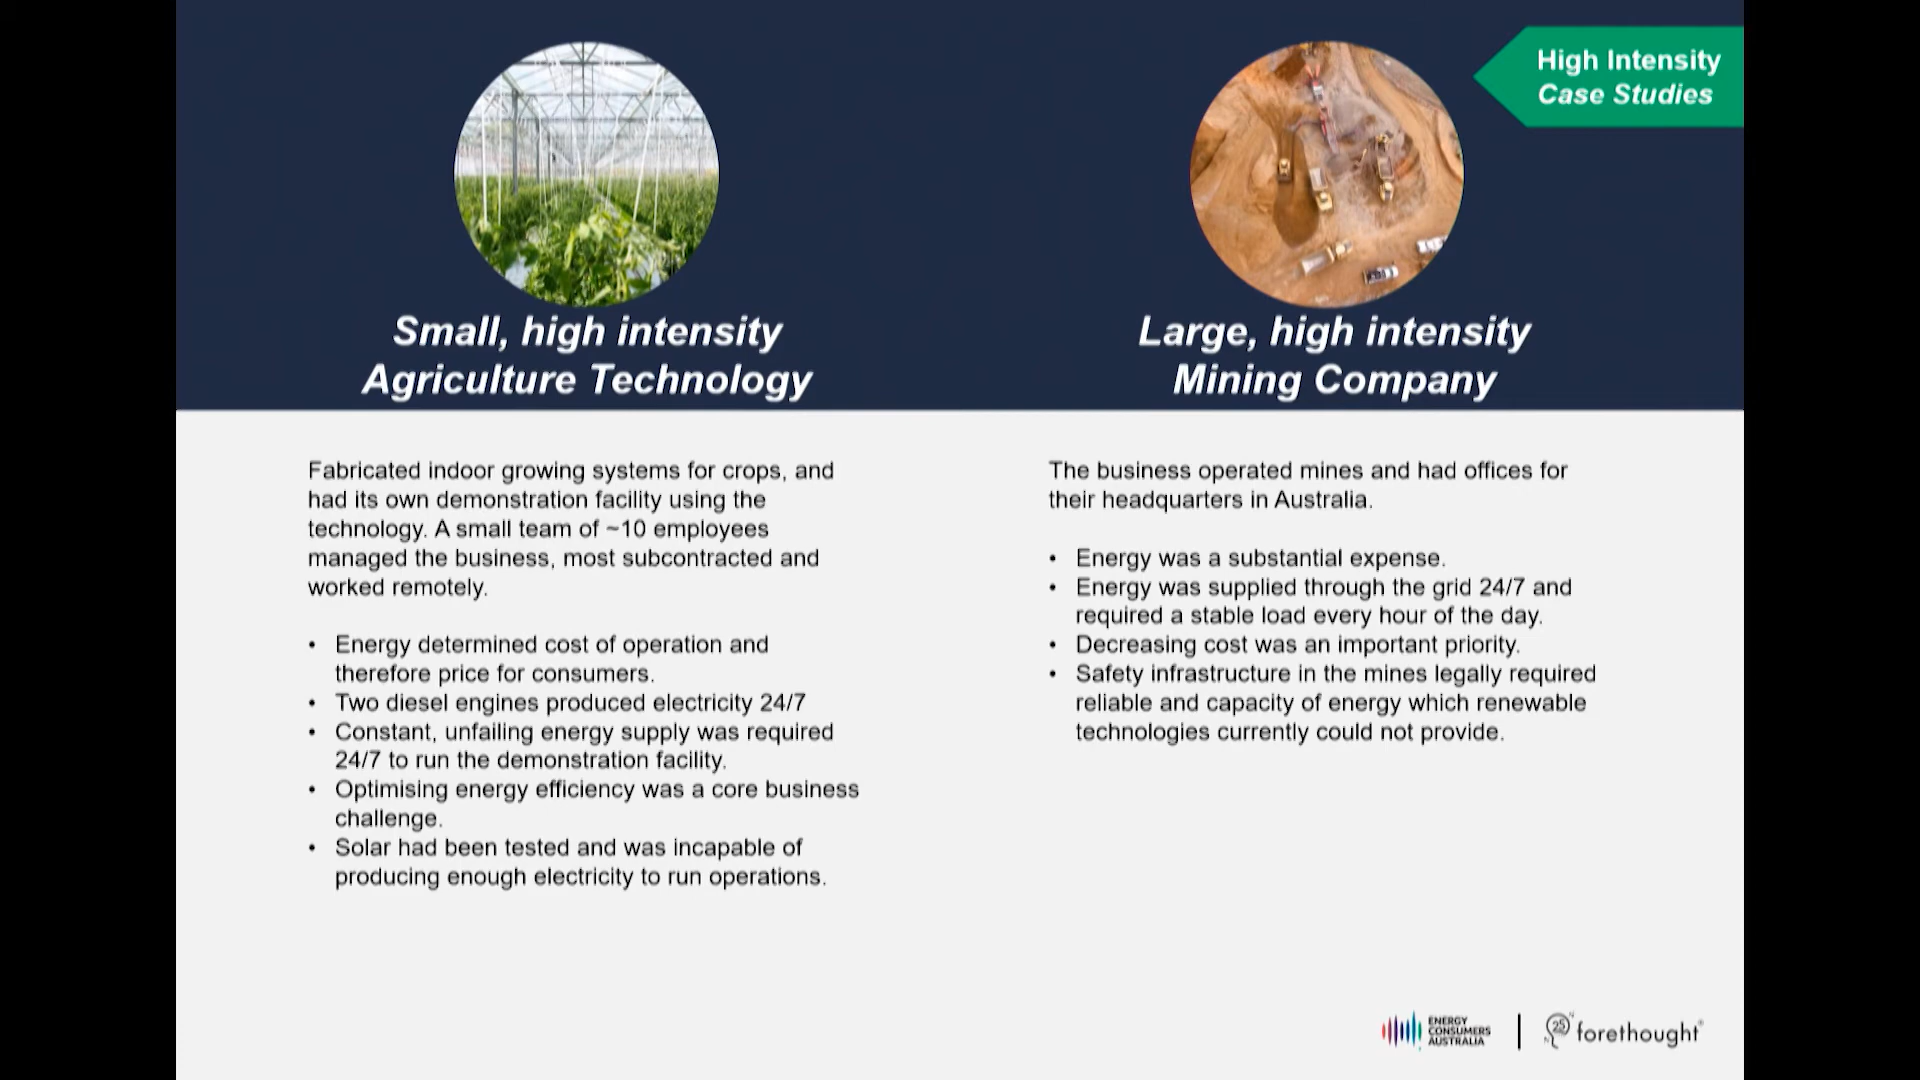 High Intensity
Case Studies
Small, high intensity
Agriculture Technology
Fabricated indoor growing systems for crops, and
had its own demonstration facility using the
technology. A small team of ~10 employees
managed the business, most subcontracted and
worked remotely.
• Energy determined cost of operation and
therefore price for consumers.
• Two diesel engines produced electricity 24/7
• Constant, unfailing energy supply was required
24/7 to run the demonstration facility.
• Optimising energy efficiency was a core business
challenge.
• Solar had been tested and was incapable of
producing enough electricity to run operations.
Large, high intensity
Mining Company
The business operated mines and had offices for
their headquarters in Australia.
• Energy was a substantial expense.
• Energy was supplied through the grid 24/7 and
required a stable load every hour of the day.
• Decreasing cost was an important priority.
• Safety infrastructure in the mines legally required
reliable and capacity of energy which renewable
technologies currently could not provide.
ENERGY
CONSUMERS
AUSTRALIA
25
forethought